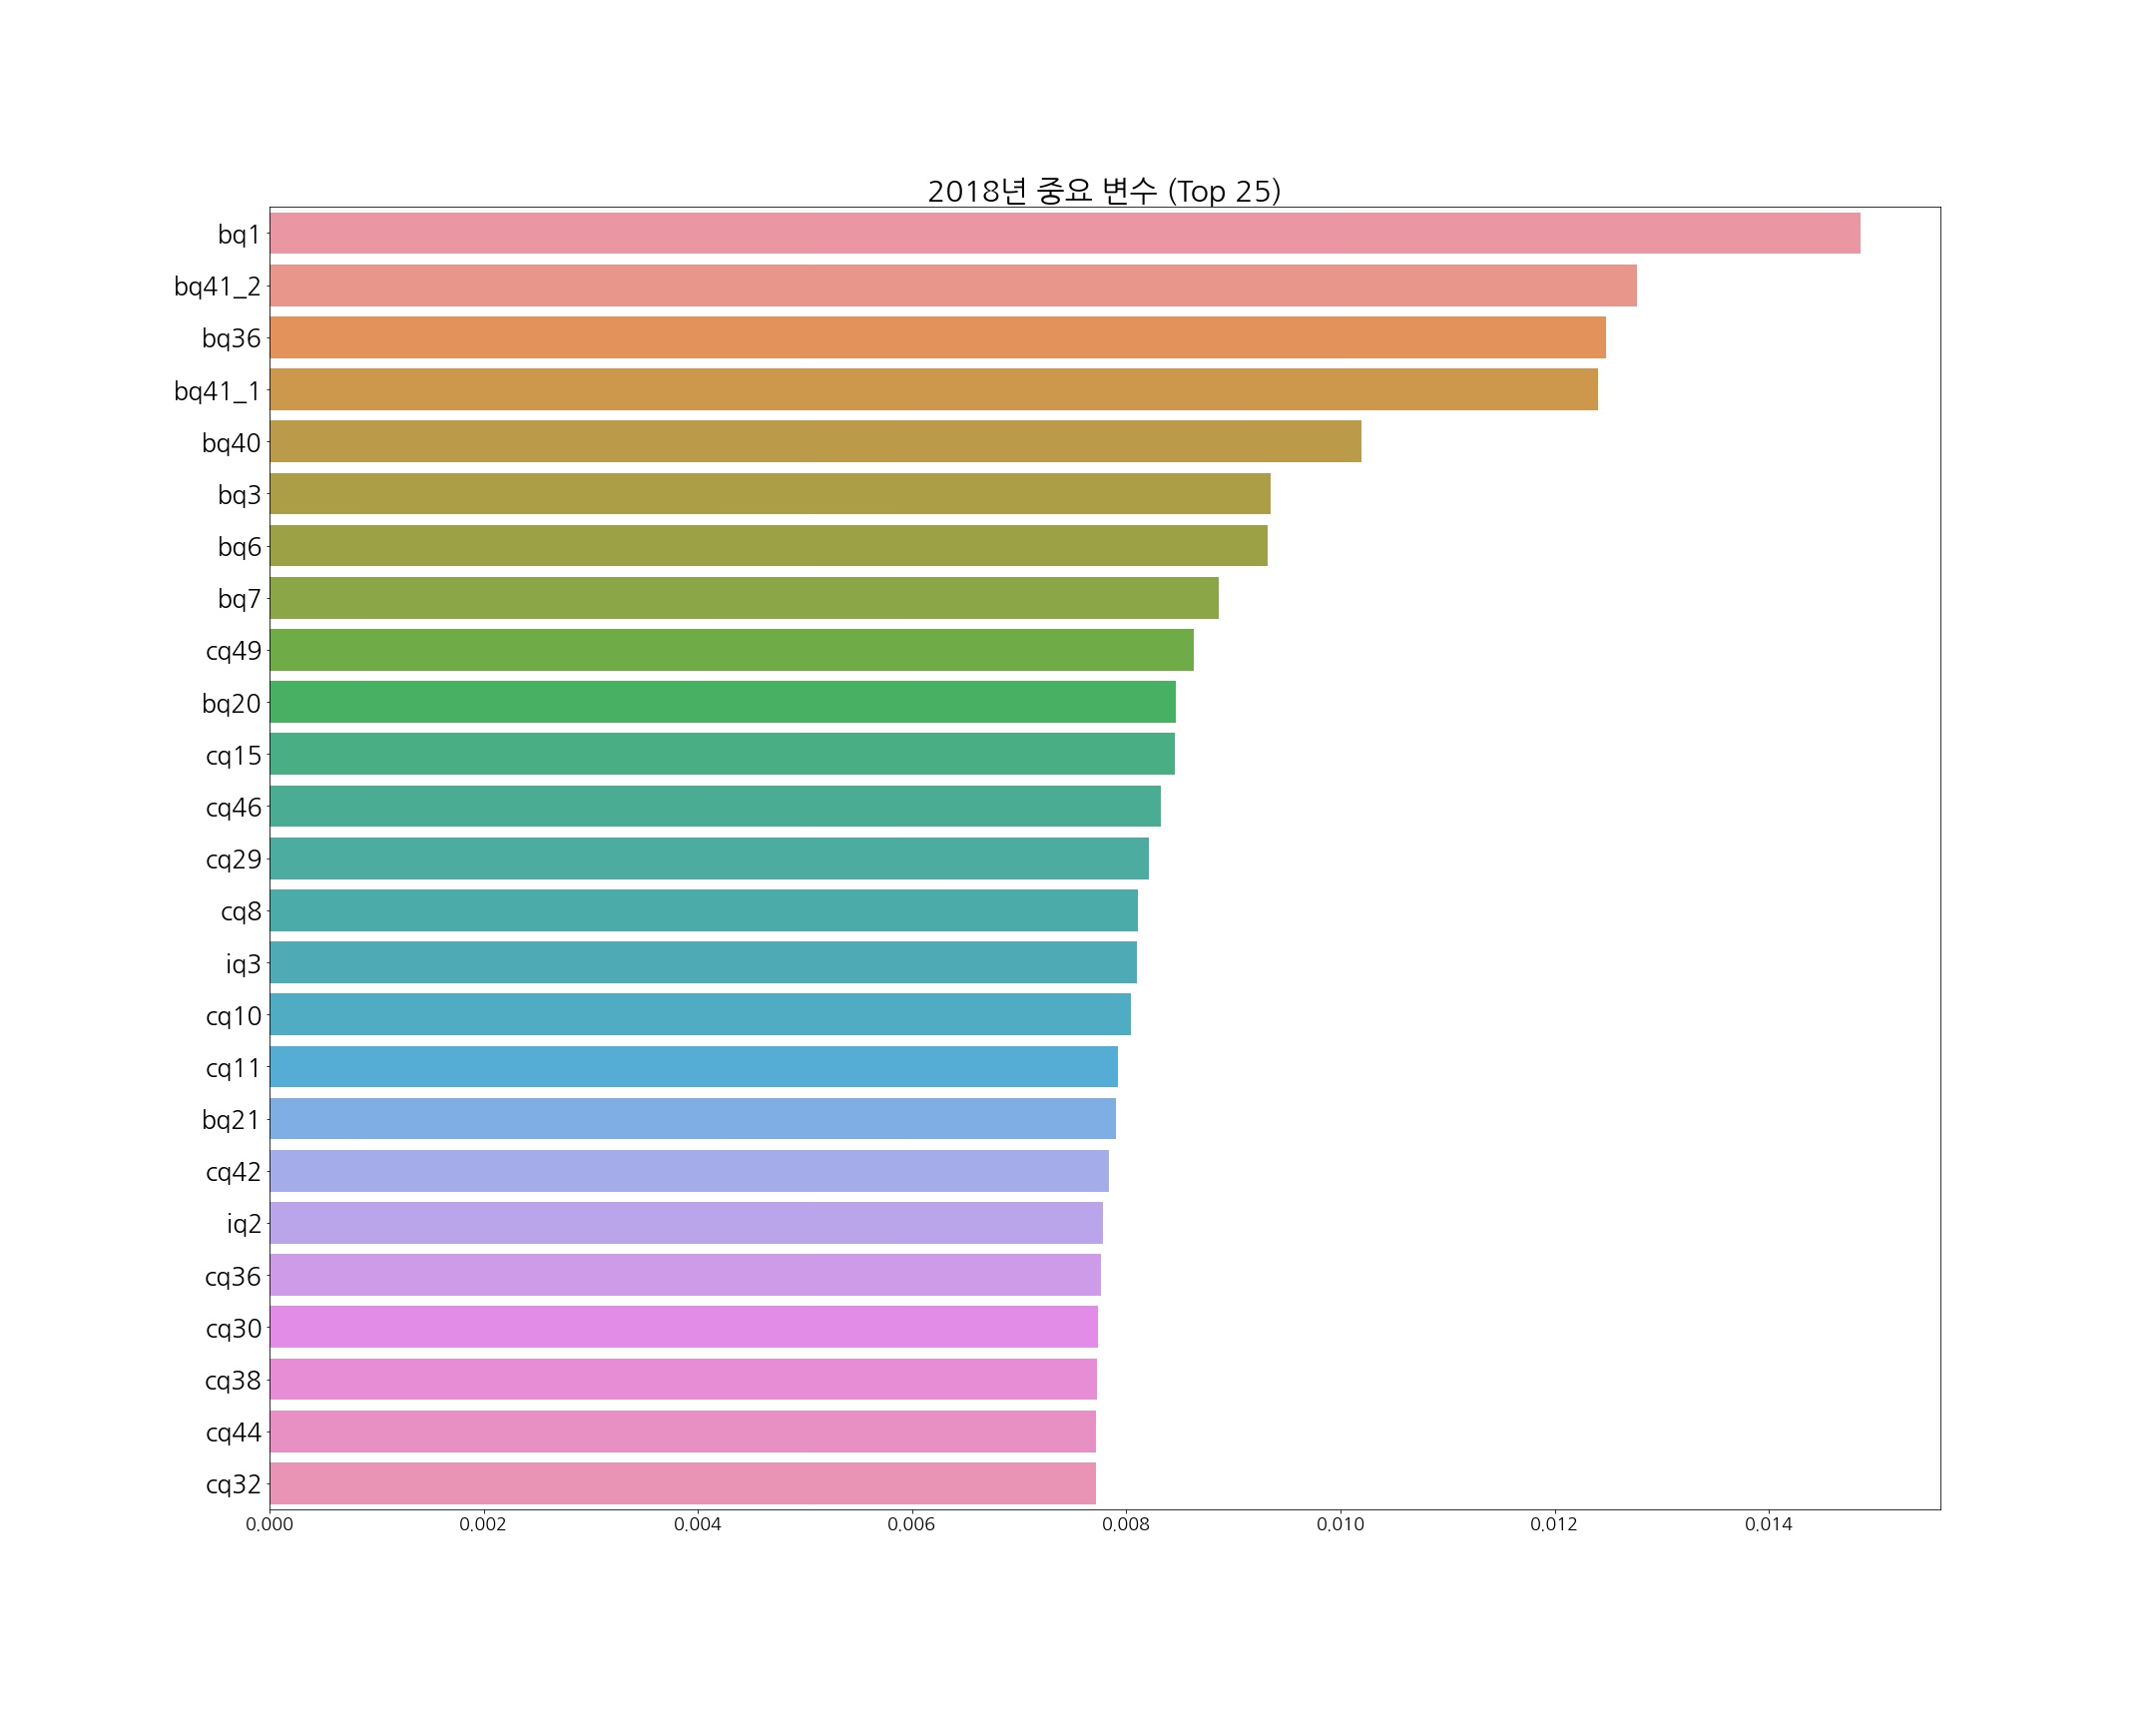 2018년 중요 변수 (Top 25)
bq1
bq41_2
bq36
bq41_1
bq40
bq3
bq6
bq7
cq49
bq20
cq15
cq46
cq29
cq8
iq3
cq10
cq11
bq21
cq42
iq2
cq36
cq30
cq38
cq44
cq32
0.000 0.002 0.004 0.006 0.008 0.010 0.012 0.014